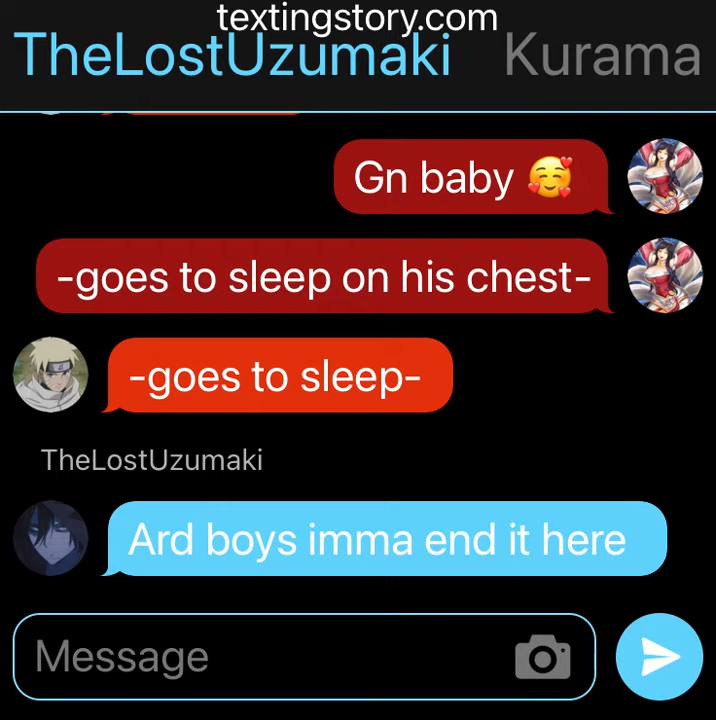 textingstory.com
TheLostUzumaki Kurama
Gn baby 🥰
-goes to sleep on his chest-
-goes to sleep-
TheLostUzumaki
Ard boys imma end it here
Message